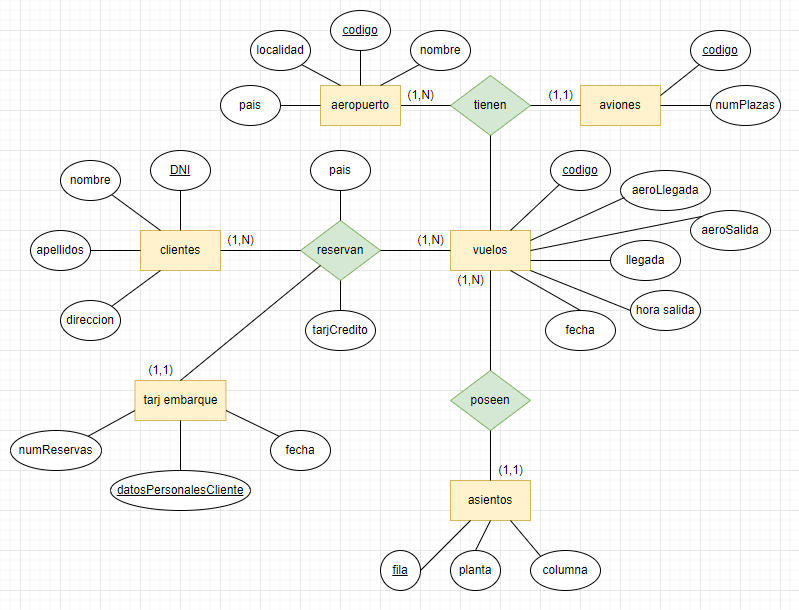 codigo
localidad
nombre
codigo
pais
aeropuerto
(1,N)
tienen
(1,1)
aviones
numPlazas
nombre
DNI
pais
codigo
aeroLlegada
aeroSalida
apellidos
clientes
(1,N)
reservan
(1,N)
vuelos
llegada
(1,N)
hora salida
direccion
tarjCredito
fecha
(1,1)
tarj embarque
poseen
numReservas
fecha
datosPersonalesCliente
(1,1)
asientos
fila
planta
columna